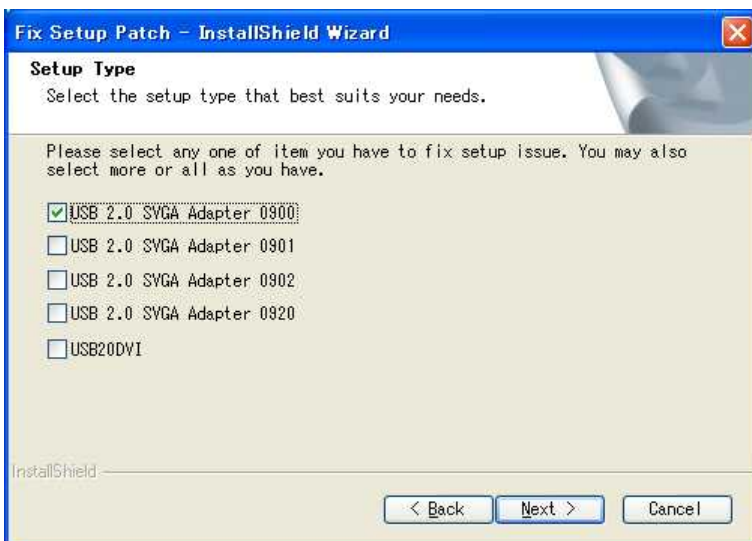 Fix Setup Patch - InstallShield Wizard
Setup Type
Select the setup type that best suits your needs.
Please select any one of item you have to fix setup issue. You may also
select more or all as you have.
USB 2.0 SVGA Adapter 0900
USB 2.0 SVGA Adapter 0901
USB 2.0 SVGA Adapter 0902
USB 2.0 SVGA Adapter 0920
USB20DVI
InstallShield
< Back
Next >
Cancel